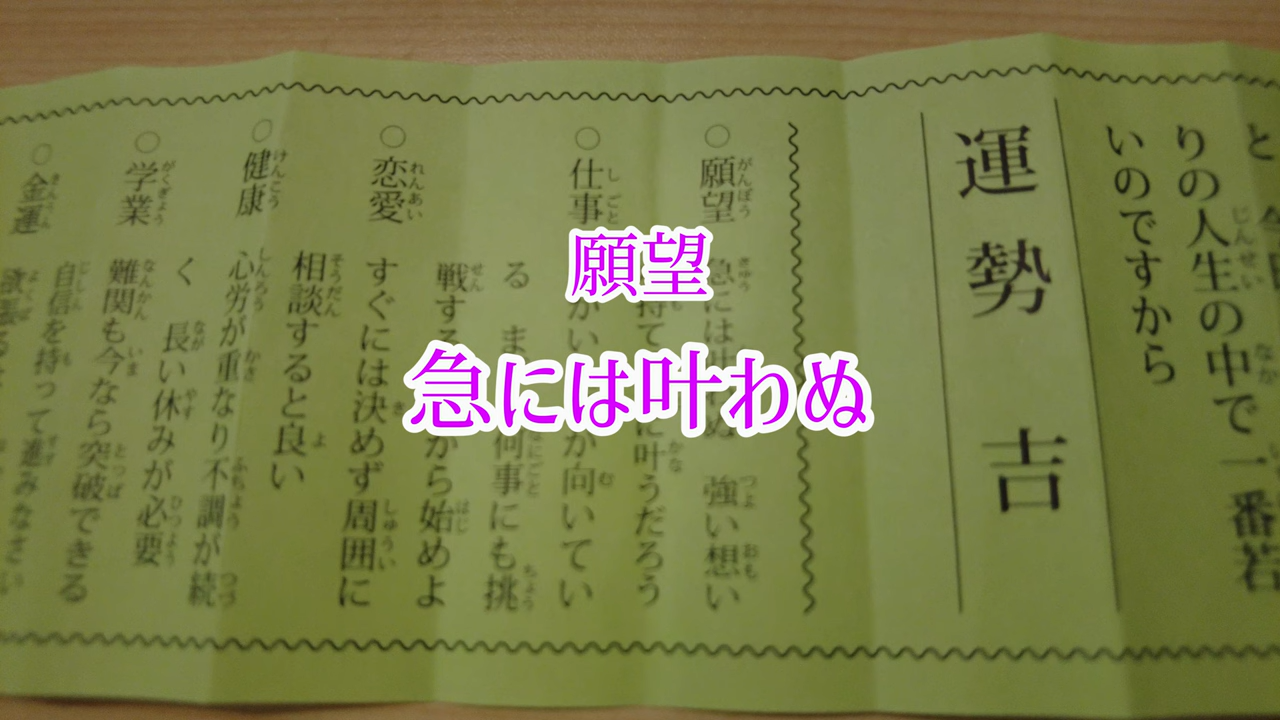 願望
急には叶わぬ
りの人生の中で一番若
いのですから
運勢 吉
○願望 急には叶わぬ 強い想い
持て
に叶うだろう
○仕事
が向いてい
る ま
何事にも挑
戦する
から始めよ
○恋愛 すぐには決めず周囲に
相談すると良い
○健康 心労が重なり不調が続
く 長い休みが必要
○学業 難関も今なら突破できる
自信を持って進みなさい
○金運